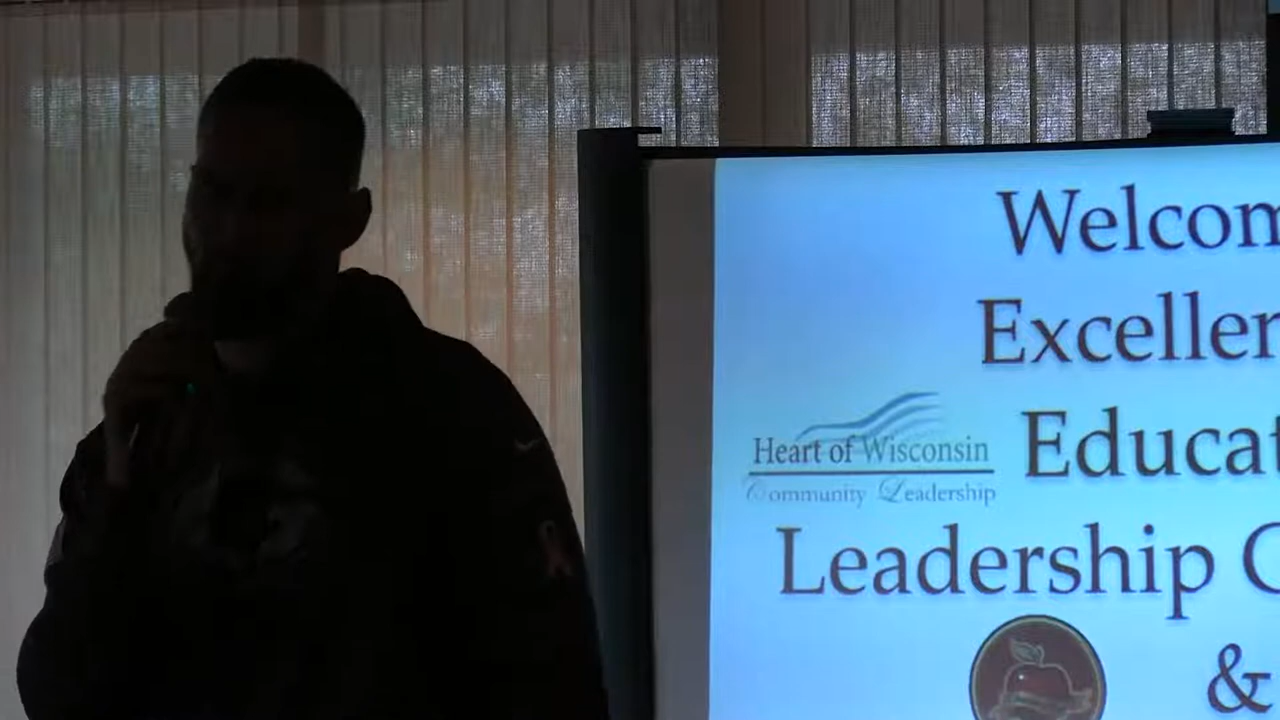 Welcom
Exceller
Heart of Wisconsin
Community Leadership
Educat
Leadership C
&